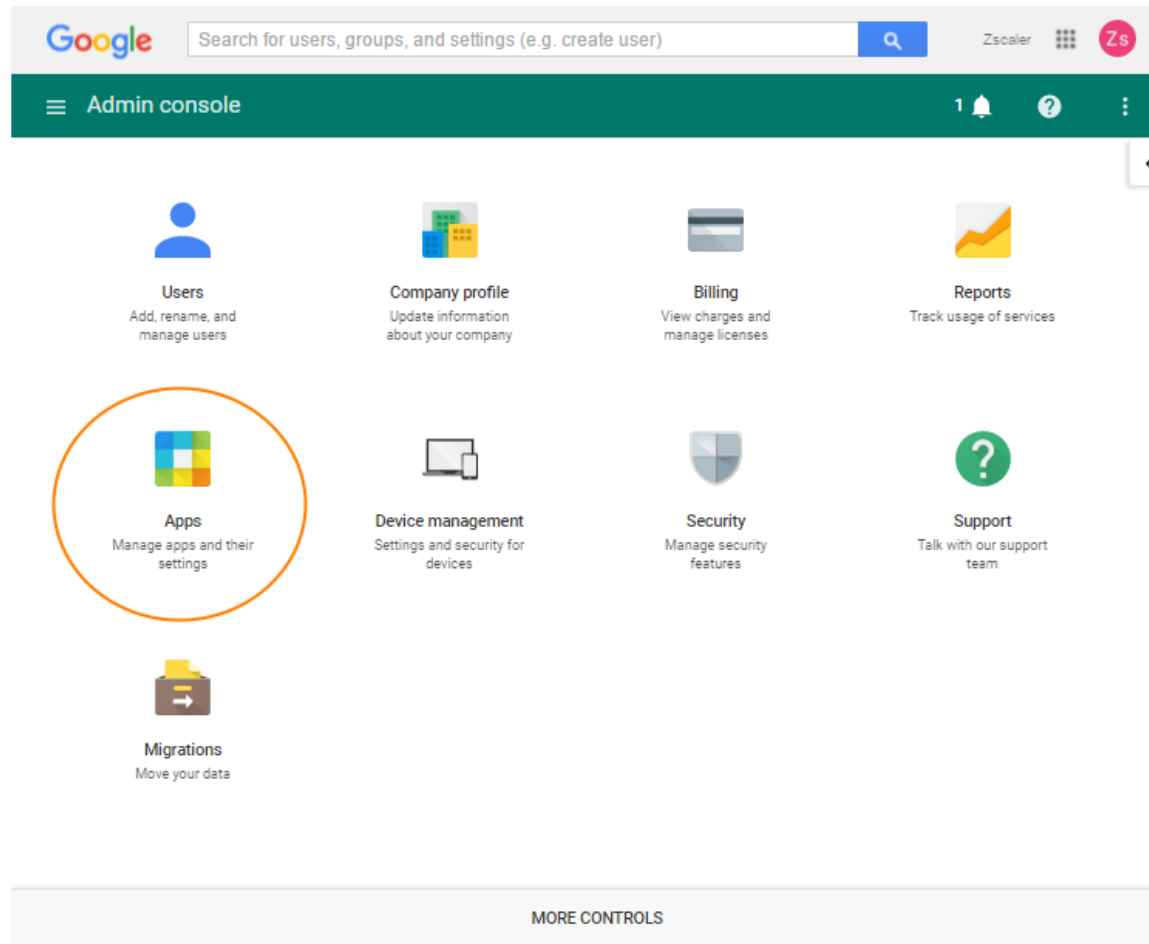 Google
Search for users, groups, and settings (e.g. create user)
Zscaler
Zs
Admin console
1
?
Users
Add, rename, and
manage users
Company profile
Update information
about your company
Billing
View charges and
manage licenses
Reports
Track usage of services
Apps
Manage apps and their
settings
Device management
Settings and security for
devices
Security
Manage security
features
?
Support
Talk with our support
team
Migrations
Move your data
MORE CONTROLS